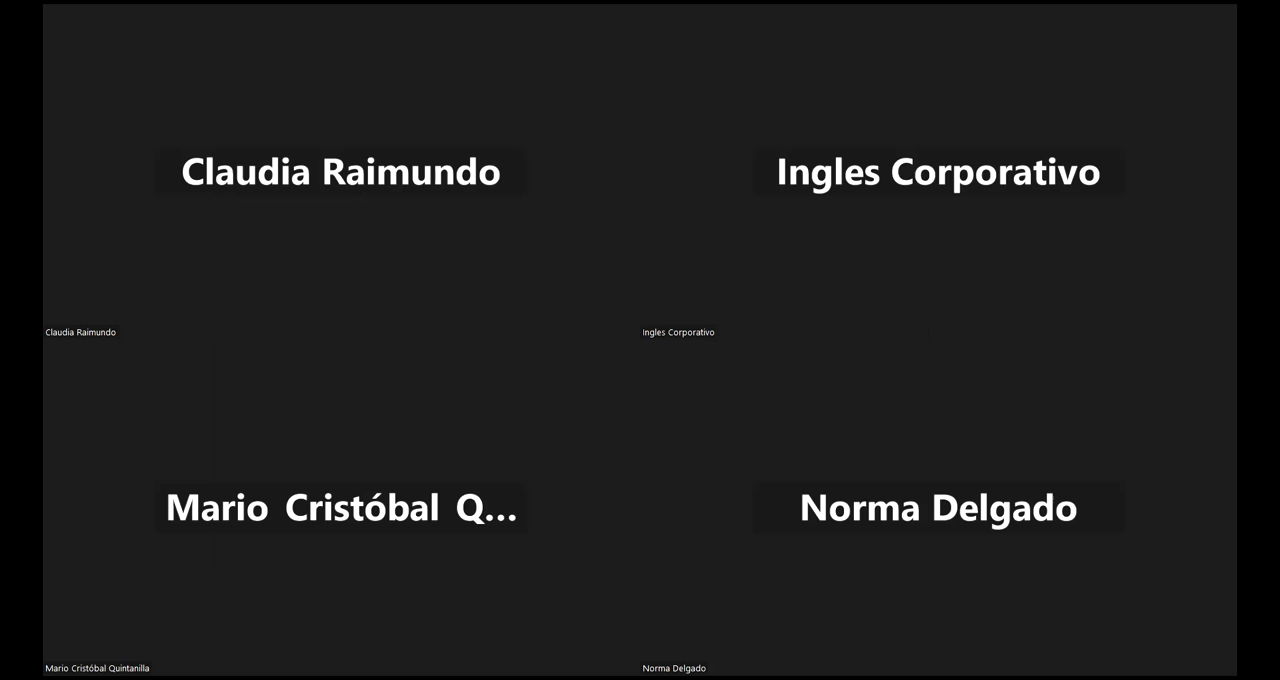 Claudia Raimundo
Ingles Corporativo
Claudia Raimundo
Ingles Corporativo
Mario Cristóbal Q...
Norma Delgado
Mario Cristóbal Quintanilla
Norma Delgado